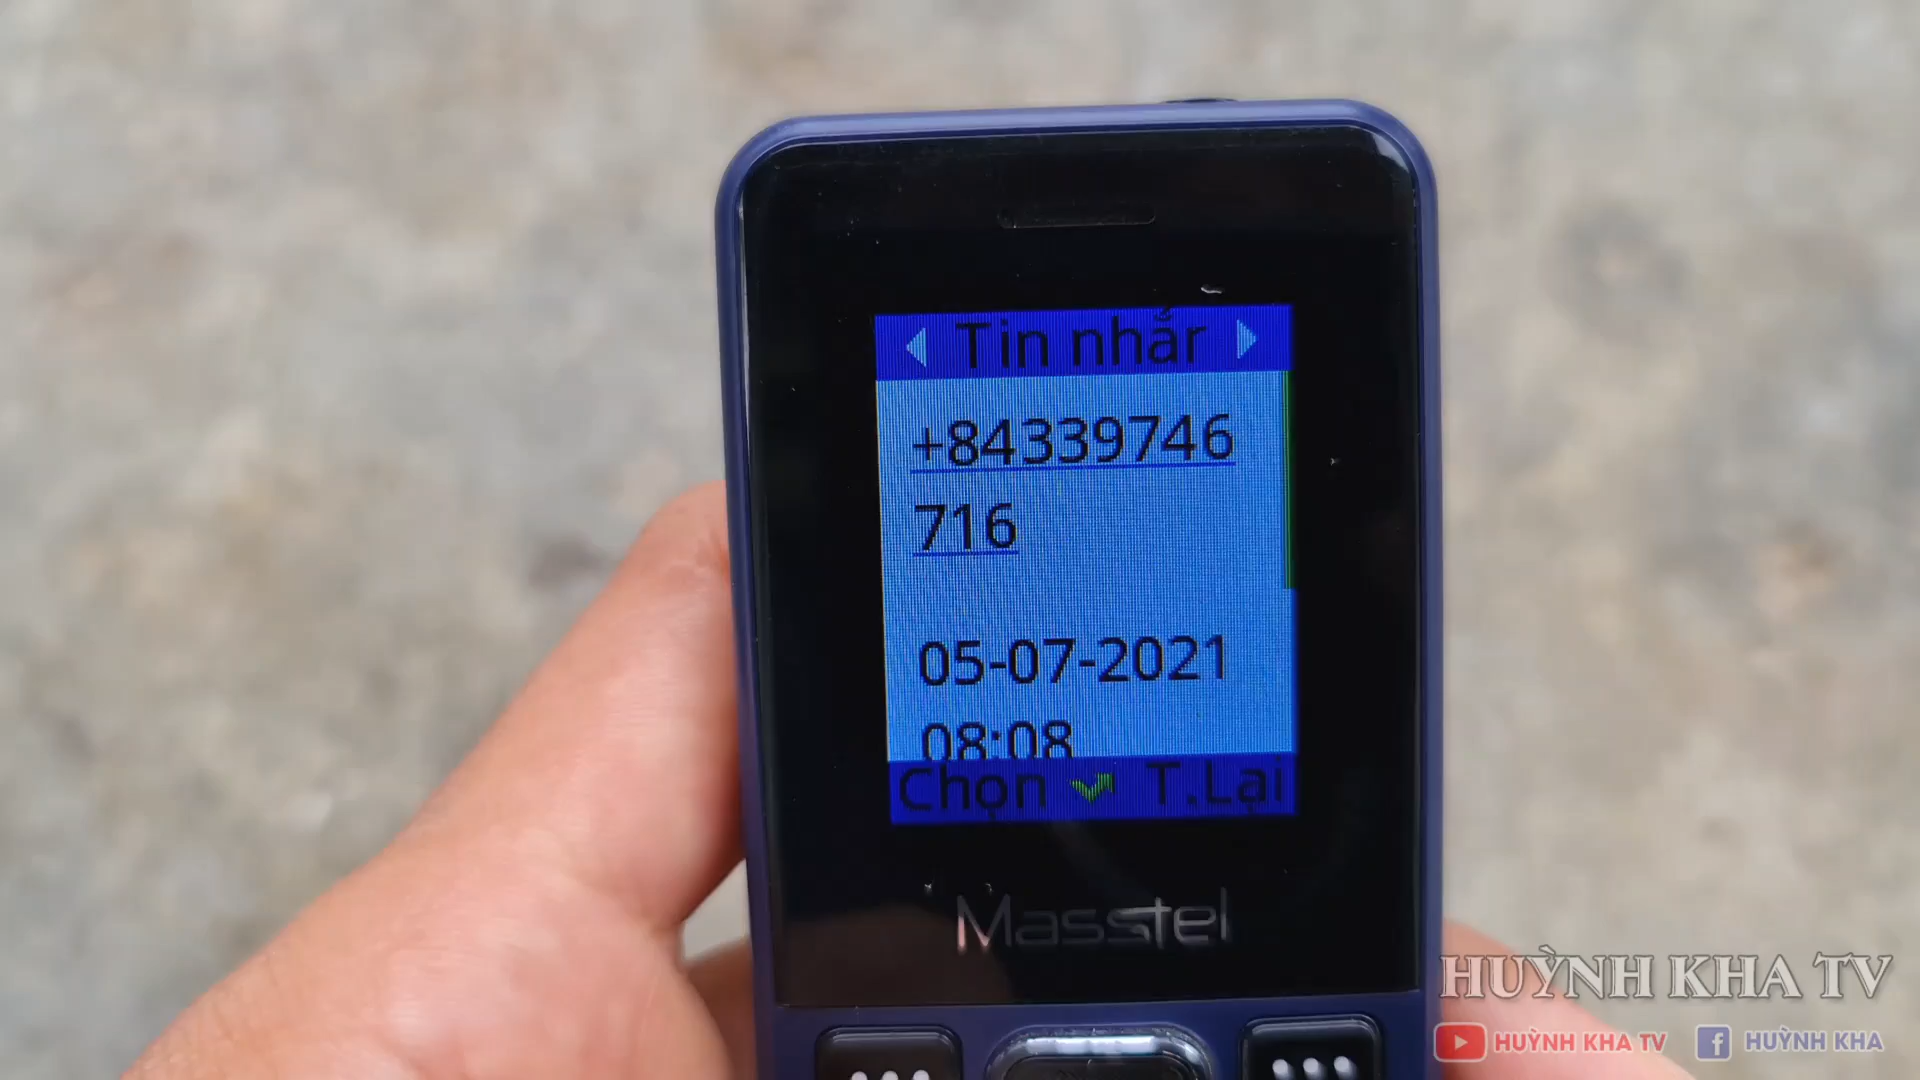 Tin nhắr
+84339746
716
05-07-2021
08:08
Chọn T.Lại
Masstel
HUỲNH KHA TV
HUỲNH KHA TV HUỲNH KHA